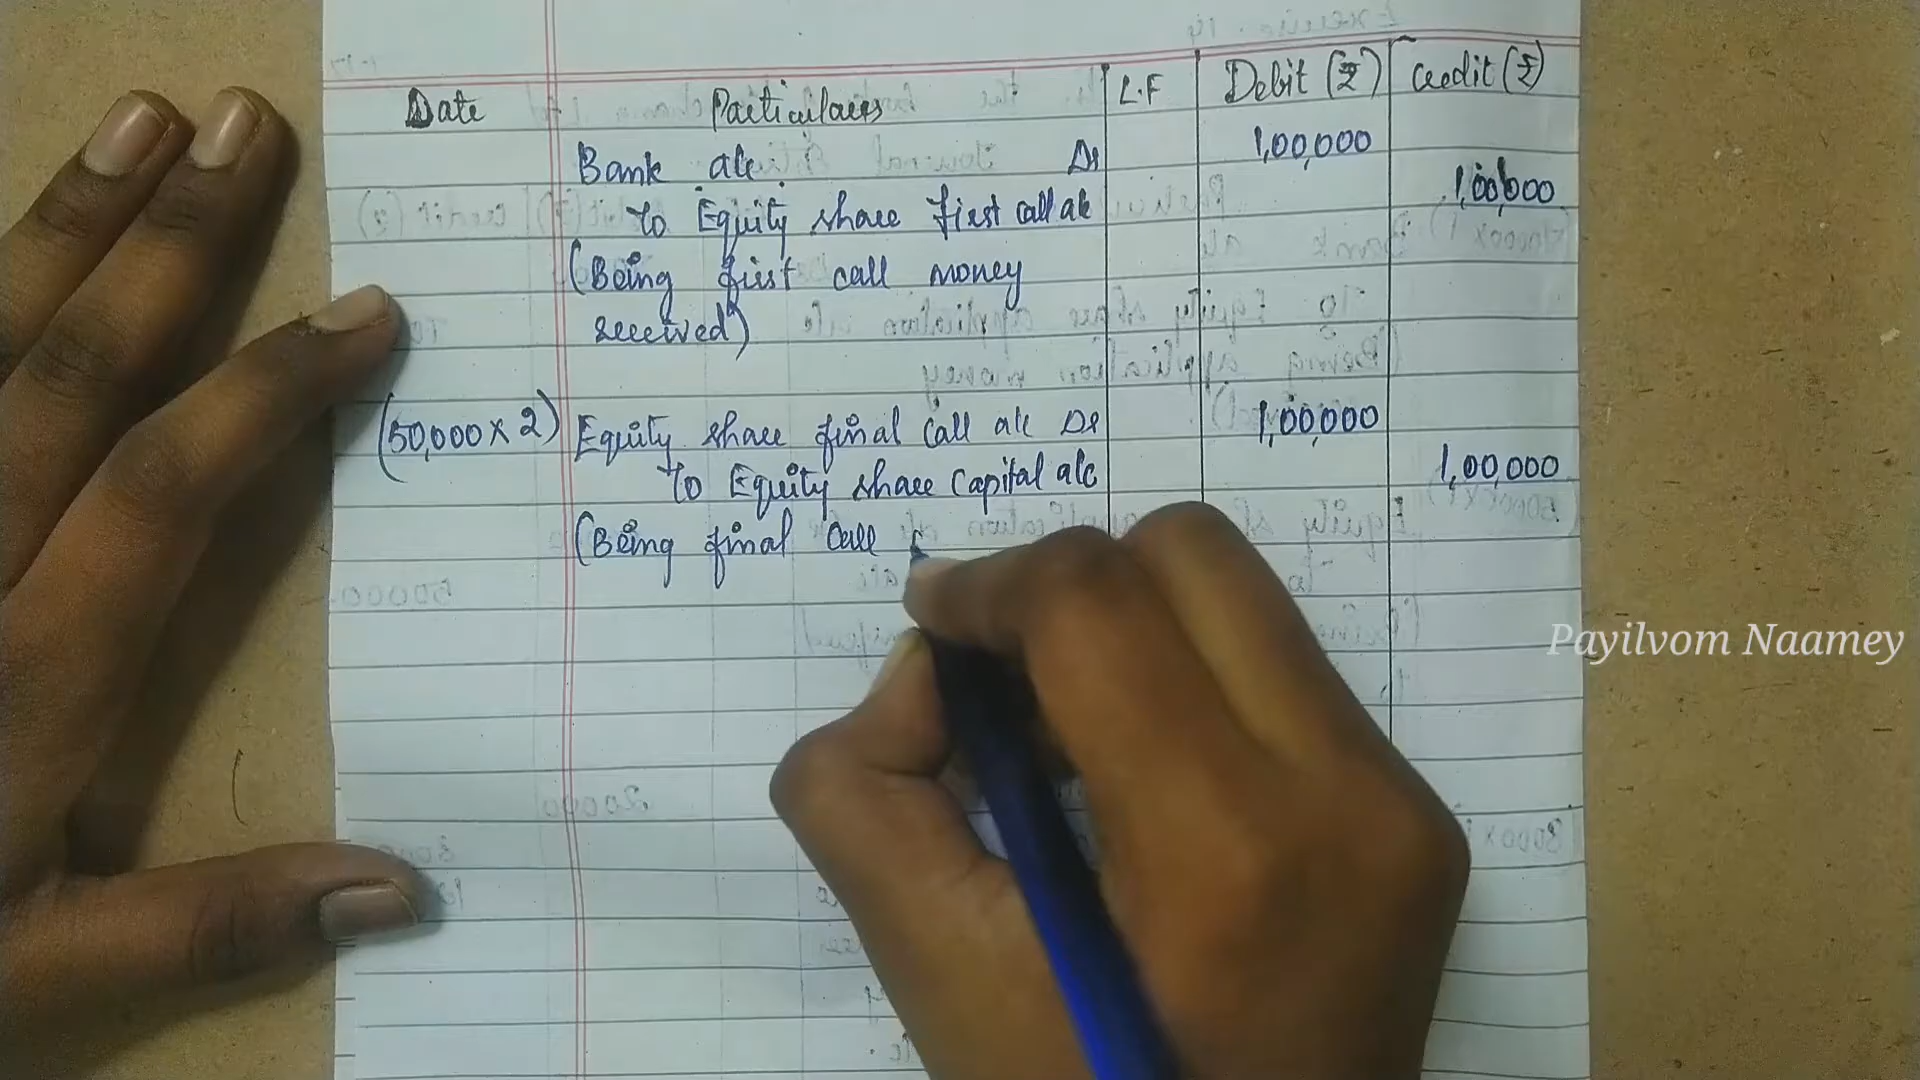 Date Particulars L.F Debit (₹) Credit (₹)
Bank a/c Dr 1,00,000
To Equity share first call a/c 1,00,000
(Being first call money
received)
(50,000 x 2) Equity share final call a/c Dr 1,00,000
To Equity share capital a/c 1,00,000
(Being final call
Payilvom Naamey